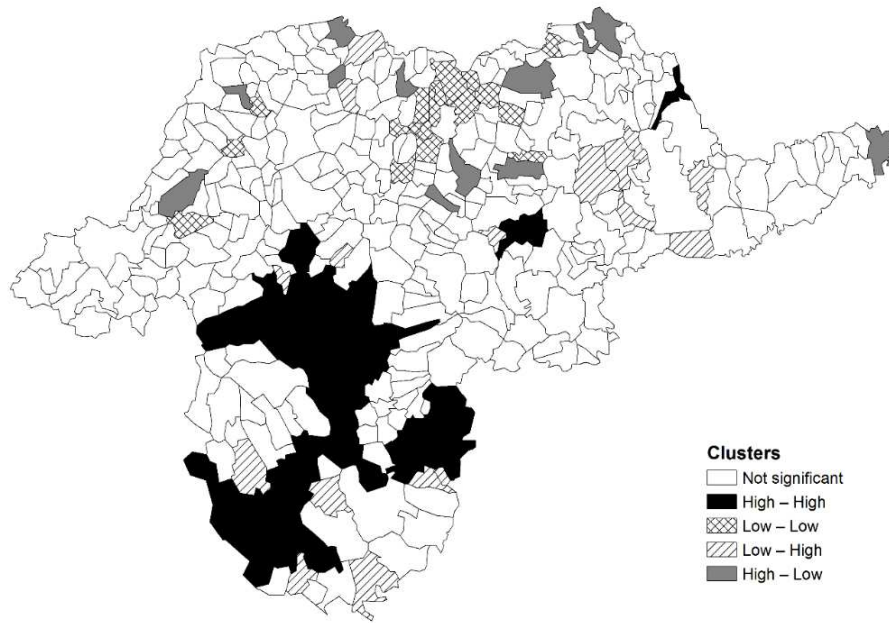 Clusters
Not significant
High – High
Low – Low
Low – High
High – Low